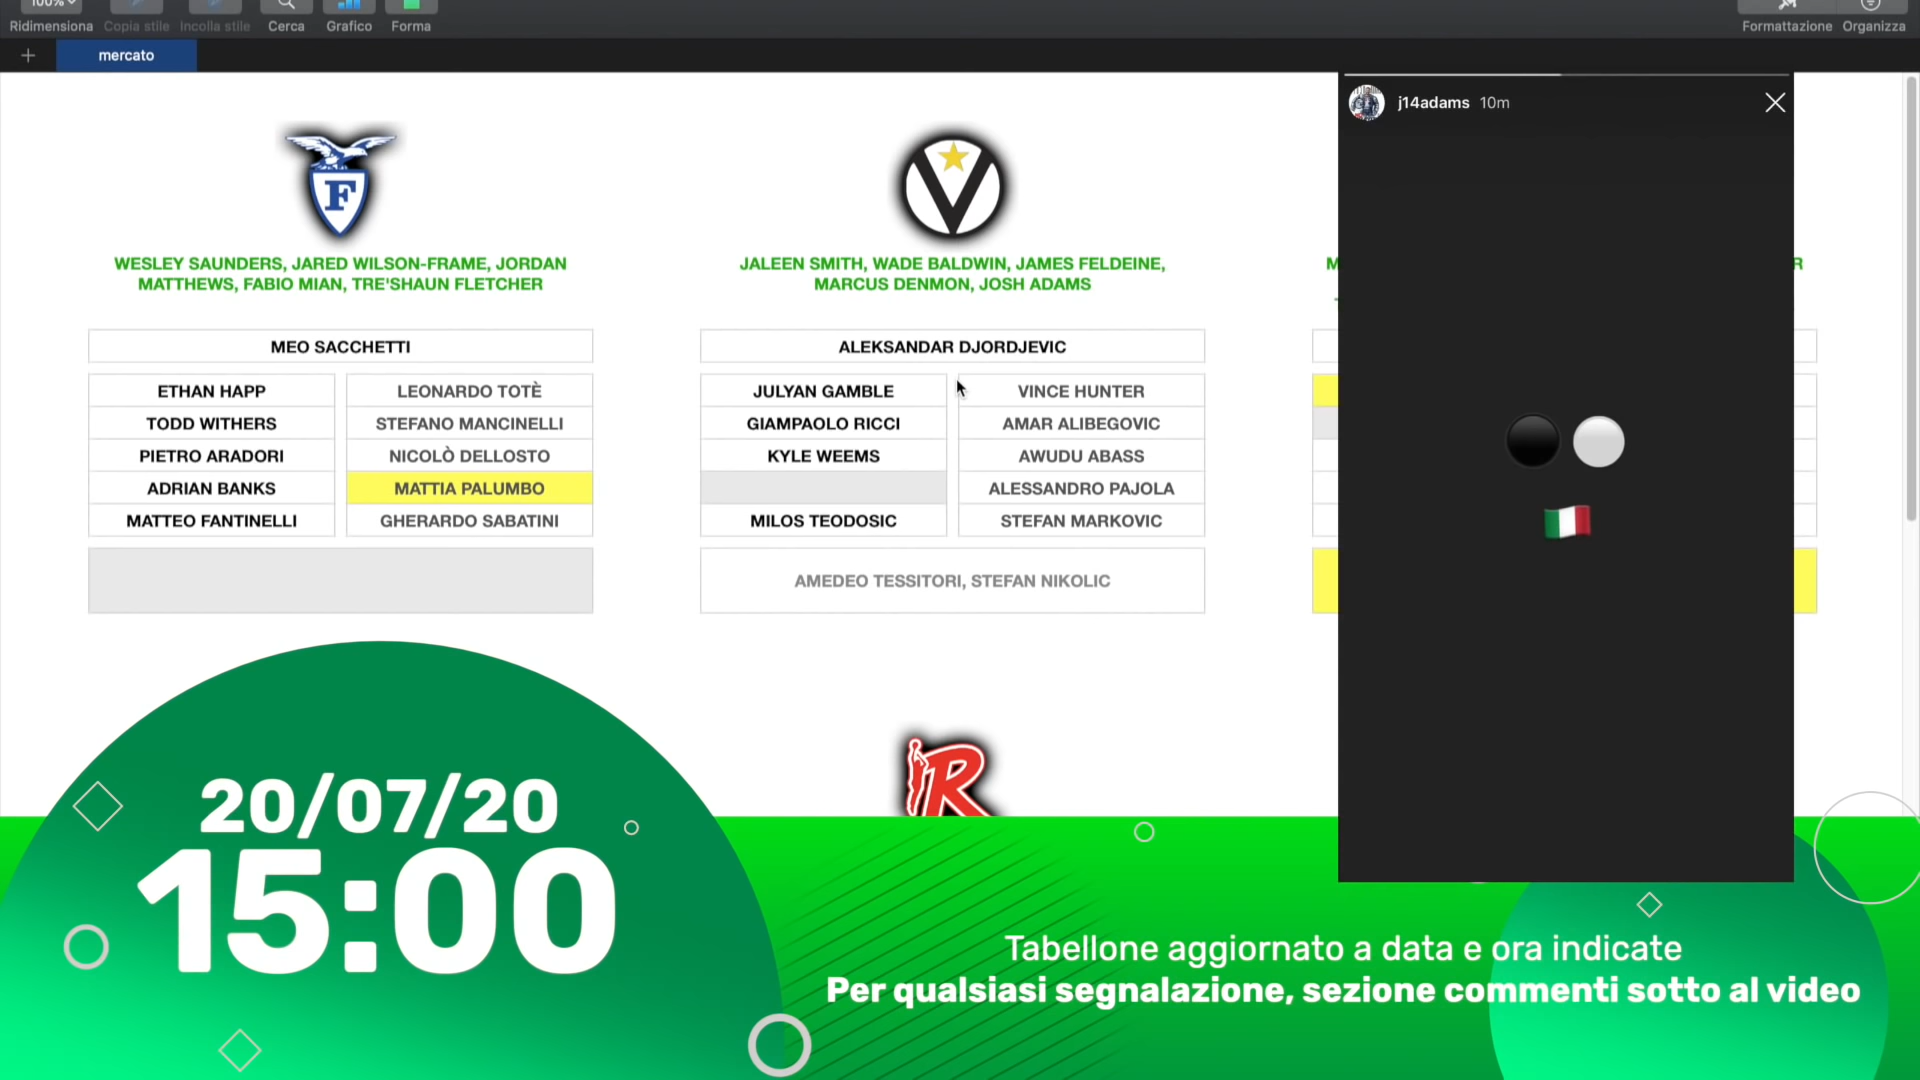 100%
Ridimensiona
Copia stile
Incolla stile
Cerca
Grafico
Forma
Formattazione
Organizza
mercato
F
WESLEY SAUNDERS, JARED WILSON-FRAME, JORDAN
MATTHEWS, FABIO MIAN, TRE'SHAUN FLETCHER
MEO SACCHETTI
ETHAN HAPP
LEONARDO TOTÈ
TODD WITHERS
STEFANO MANCINELLI
PIETRO ARADORI
NICOLÒ DELLOSTO
ADRIAN BANKS
MATTIA PALUMBO
MATTEO FANTINELLI
GHERARDO SABATINI
V
JALEEN SMITH, WADE BALDWIN, JAMES FELDEINE,
MARCUS DENMON, JOSH ADAMS
ALEKSANDAR DJORDJEVIC
JULYAN GAMBLE
VINCE HUNTER
GIAMPAOLO RICCI
AMAR ALIBEGOVIC
KYLE WEEMS
AWUDU ABASS
ALESSANDRO PAJOLA
MILOS TEODOSIC
STEFAN MARKOVIC
AMEDEO TESSITORI, STEFAN NIKOLIC
M
R
j14adams 10m
R
20/07/20
15:00
Tabellone aggiornato a data e ora indicate
Per qualsiasi segnalazione, sezione commenti sotto al video